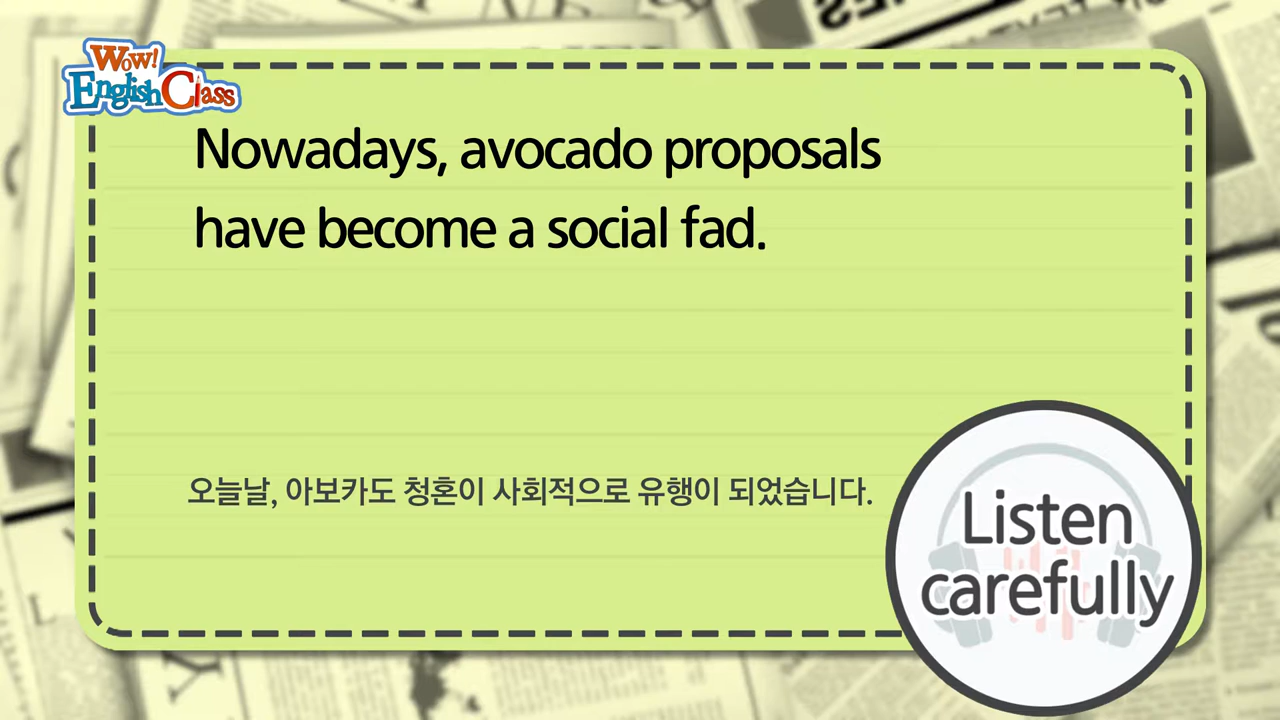 Wow!
English Class
Nowadays, avocado proposals
have become a social fad.
오늘날, 아보카도 청혼이 사회적으로 유행이 되었습니다.
Listen
carefully